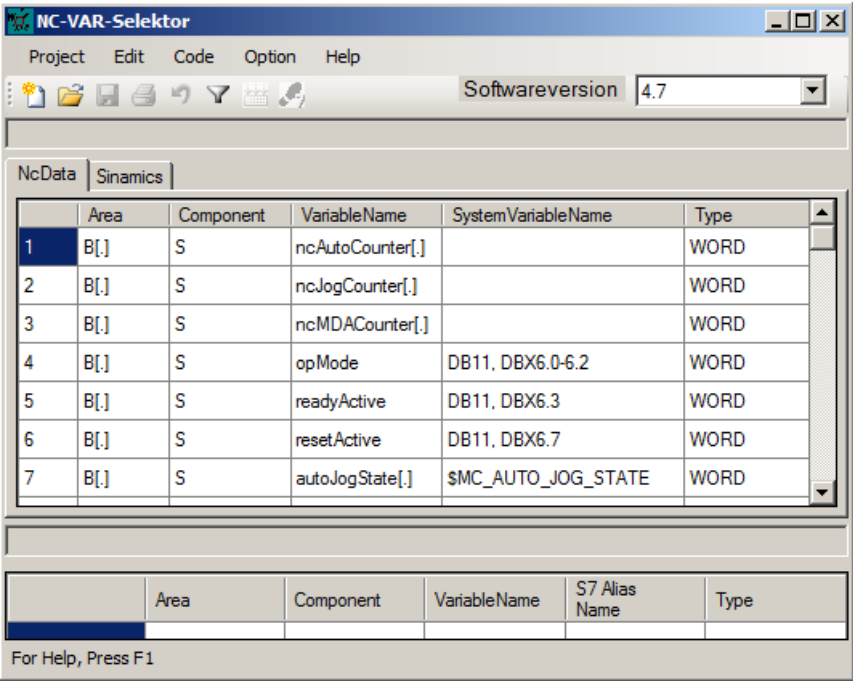 NC-VAR-Selektor
Project Edit Code Option Help
Softwareversion 4.7
NcData Sinamics
Area Component VariableName SystemVariableName Type
1 B[.] S ncAutoCounter[.] WORD
2 B[.] S ncJogCounter[.] WORD
3 B[.] S ncMDACounter[.] WORD
4 B[.] S opMode DB11, DBX6.0-6.2 WORD
5 B[.] S readyActive DB11, DBX6.3 WORD
6 B[.] S resetActive DB11, DBX6.7 WORD
7 B[.] S autoJogState[.] $MC_AUTO_JOG_STATE WORD
Area Component VariableName S7 Alias Name Type
For Help, Press F1